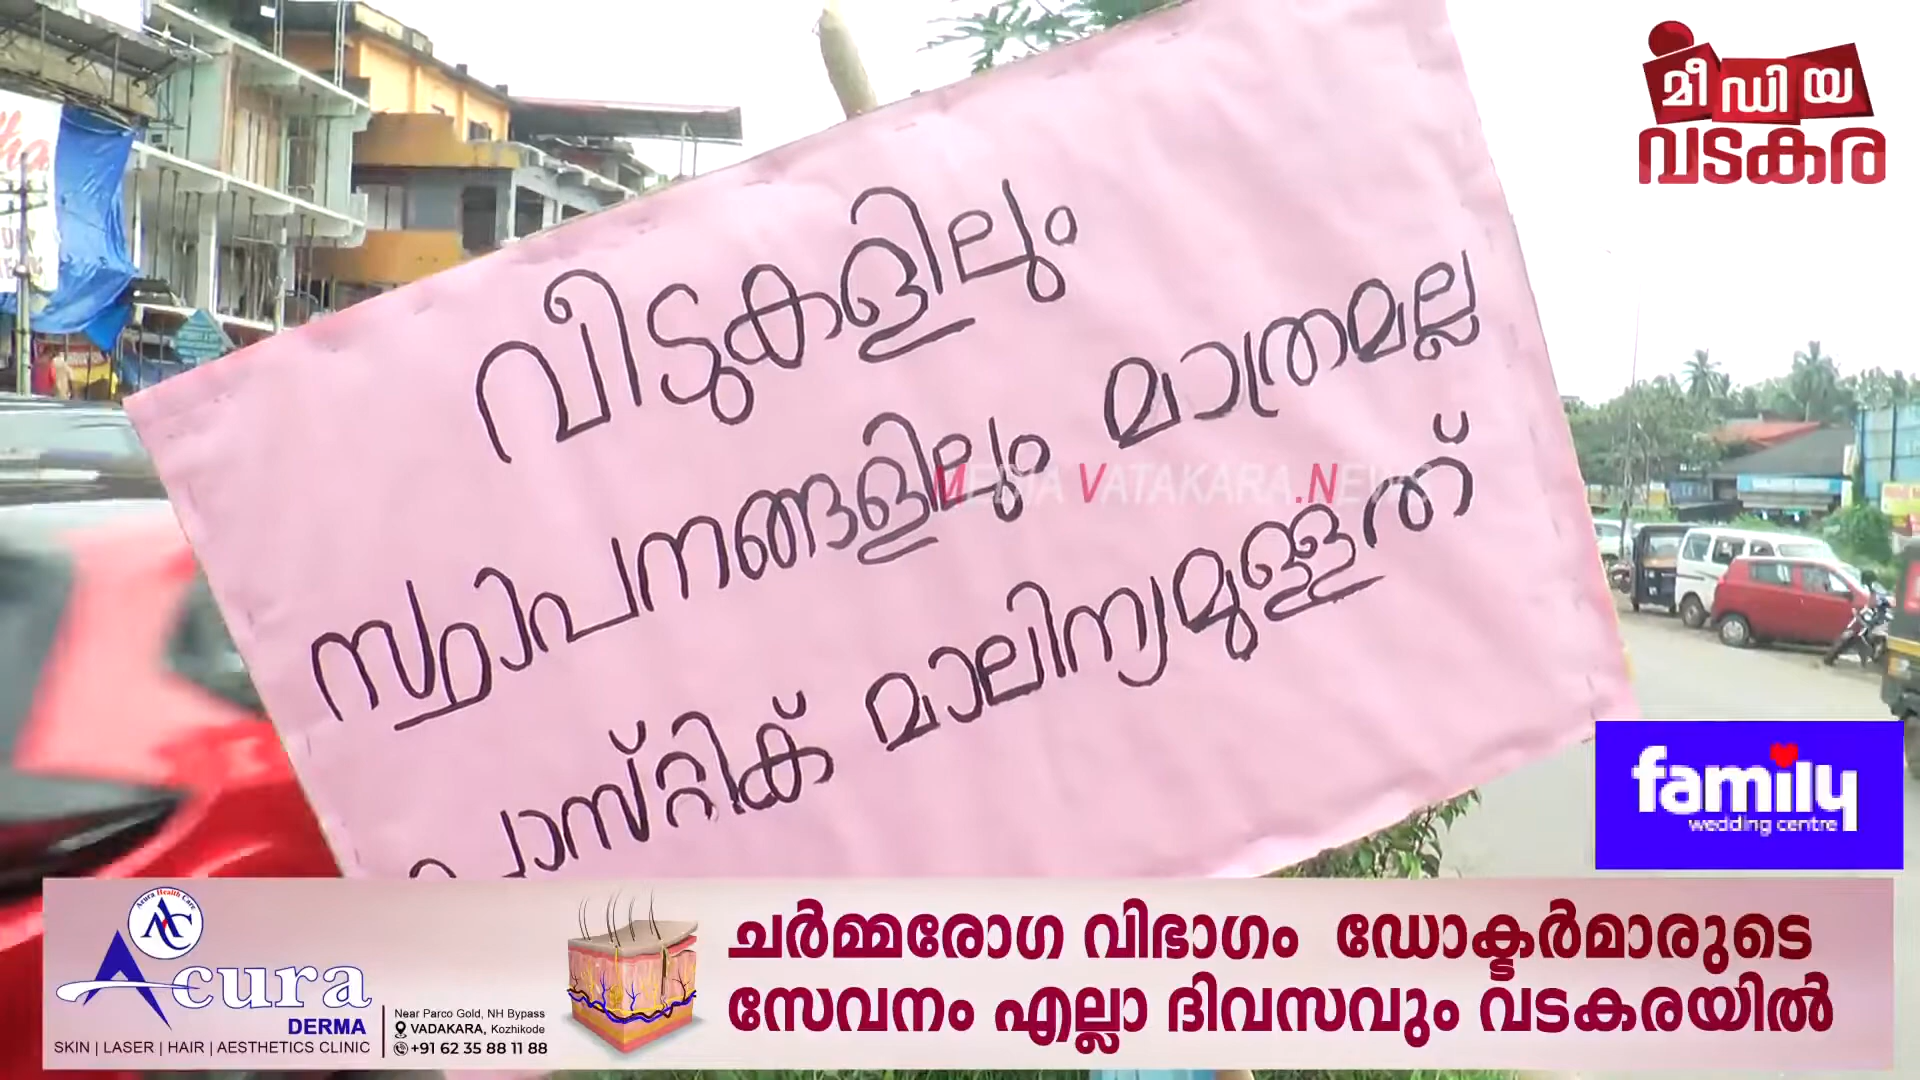 മീഡിയ
വടകര
വീടുകളിലും
സ്ഥാപനങ്ങളിലും മാത്രമല്ല
പ്ലാസ്റ്റിക് മാലിന്യമുള്ളത്
MEDIA VATAKARA.NEWS
family
wedding centre
Acura Health Care
Acura
DERMA
SKIN | LASER | HAIR | AESTHETICS CLINIC
Near Parco Gold, NH Bypass
VADAKARA, Kozhikode
+91 62 35 88 11 88
ചർമ്മരോഗ വിഭാഗം ഡോക്ടർമാരുടെ
സേവനം എല്ലാ ദിവസവും വടകരയിൽ